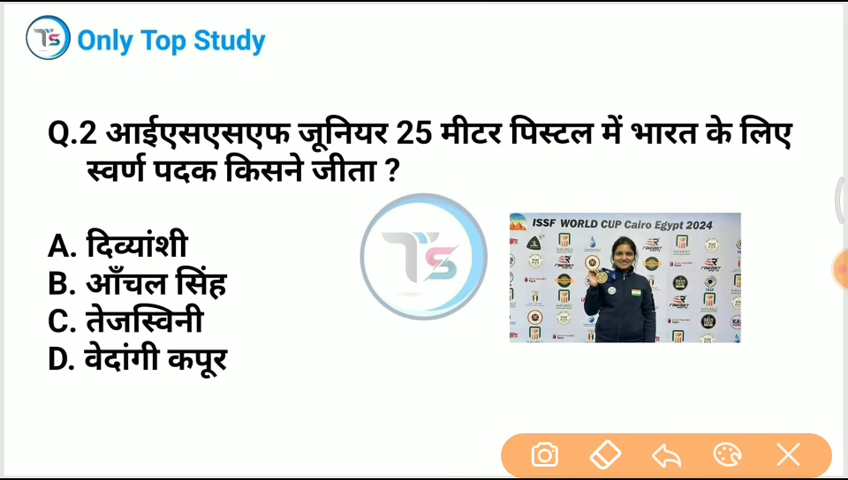 Only Top Study
Q.2 आईएसएसएफ जूनियर 25 मीटर पिस्टल में भारत के लिए
स्वर्ण पदक किसने जीता ?
A. दिव्यांशी
B. आँचल सिंह
C. तेजस्विनी
D. वेदांगी कपूर
ISSF WORLD CUP Cairo Egypt 2024